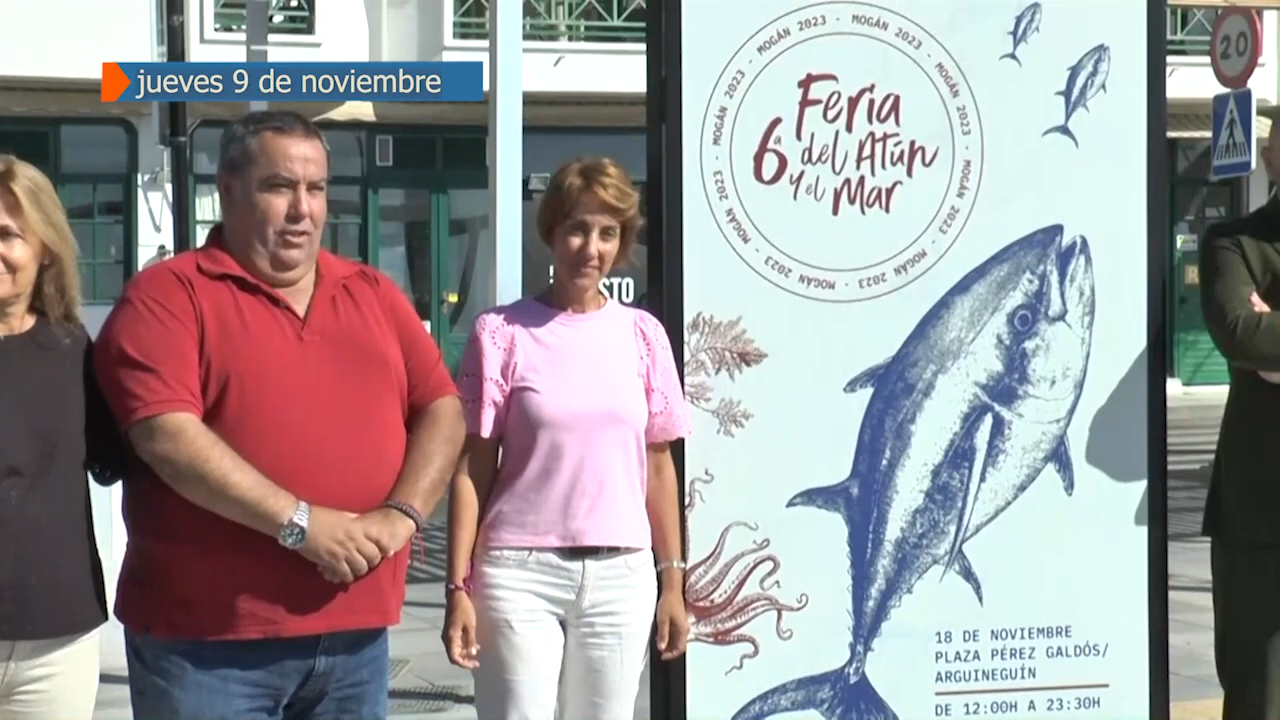 jueves 9 de noviembre
MOGÁN 2023 - MOGÁN 2023 - MOGÁN 2023 - MOGÁN 2023 - MOGÁN 2023 - MOGÁN 2023 - MOGÁN 2023 -
6ª Feria
del Atún
y el Mar
20
STO
18 DE NOVIEMBRE
PLAZA PÉREZ GALDÓS/
ARGUINEGUÍN
DE 12:00H A 23:30H